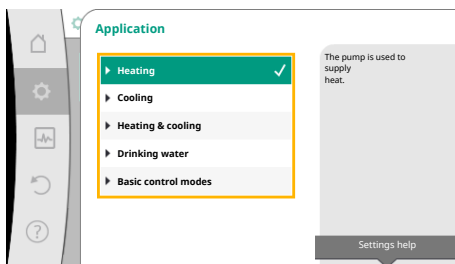 Application
Heating
Cooling
Heating & cooling
Drinking water
Basic control modes
The pump is used to
supply
heat.
Settings help
?